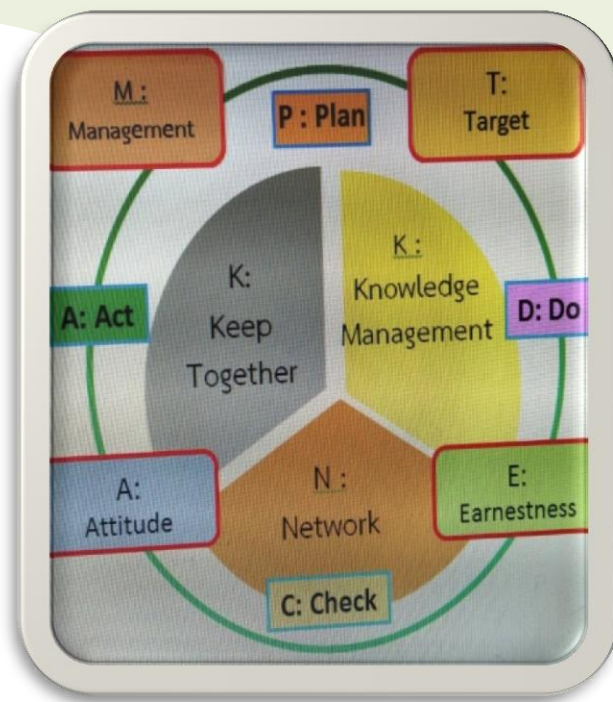 M :
Management
P : Plan
T:
Target
K:
Keep
Together
K :
Knowledge
Management
A: Act
D: Do
A:
Attitude
N :
Network
E:
Earnestness
C: Check